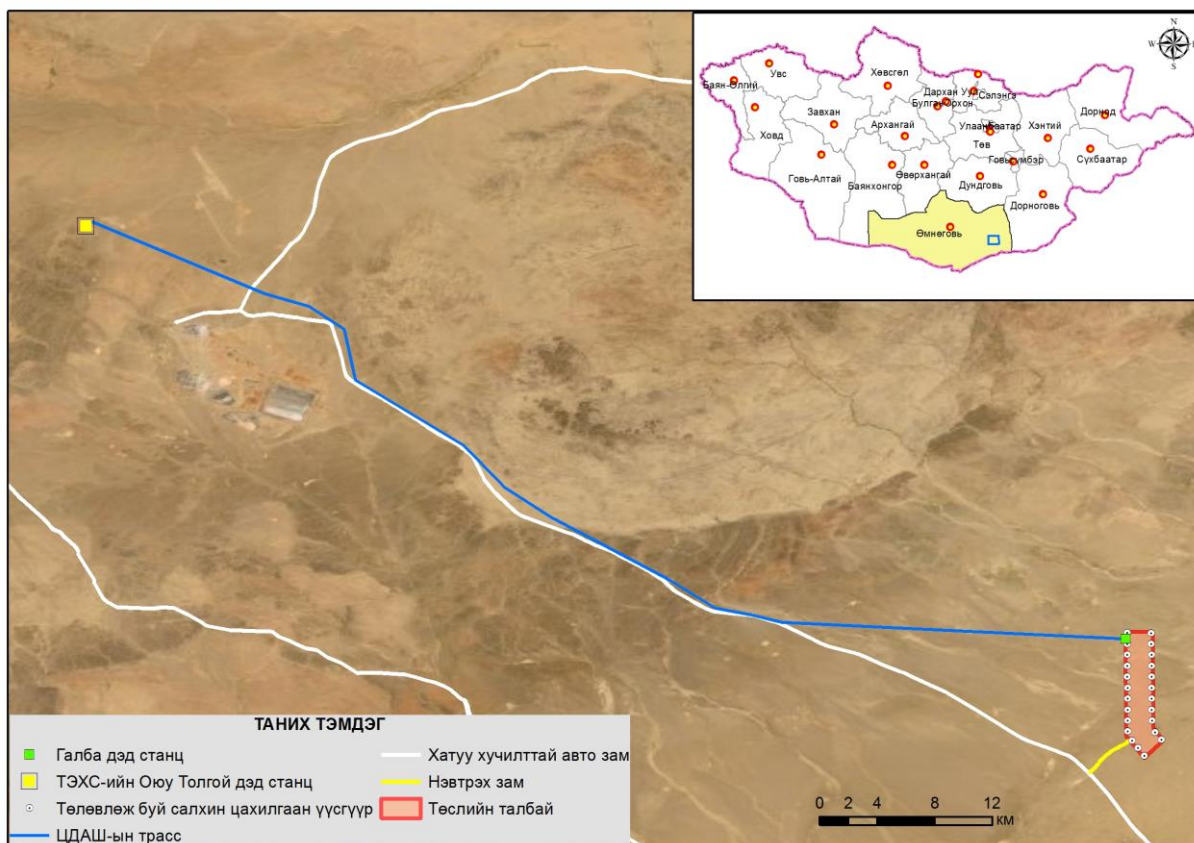 N
W E
S
Увс
Баян-Өлгий
Ховд
Завхан
Говь-Алтай
Хөвсгөл
Архангай
Баянхонгор
Өвөрхангай
Дархан Уул
Сэлэнгэ
Булган
Орхон
Улаанбаатар
Төв
Хэнтий
Дорнод
Сүхбаатар
Говьсүмбэр
Дундговь
Дорноговь
Өмнөговь
ТАНИХ ТЭМДЭГ
Галба дэд станц
ТЭХС-ийн Оюу Толгой дэд станц
Төлөвлөж буй салхин цахилгаан үүсгүүр
ЦДАШ-ын трасс
Хатуу хучилттай авто зам
Нэвтрэх зам
Төслийн талбай
0 2 4 8 12
КМ